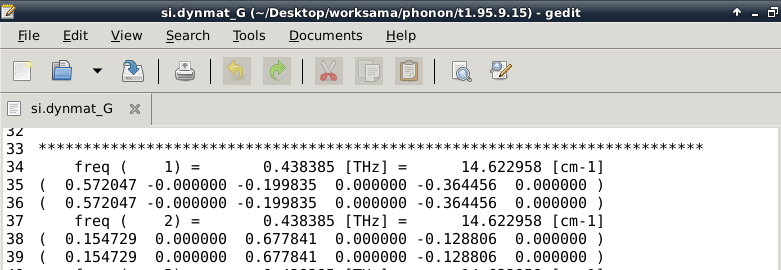 si.dynmat_G (~/Desktop/worksama/phonon/t1.95.9.15) - gedit
File Edit View Search Tools Documents Help
si.dynmat_G
32
33 **************************************************************************
34 freq ( 1) = 0.438385 [THz] = 14.622958 [cm-1]
35 ( 0.572047 -0.000000 -0.199835 0.000000 -0.364456 0.000000 )
36 ( 0.572047 -0.000000 -0.199835 0.000000 -0.364456 0.000000 )
37 freq ( 2) = 0.438385 [THz] = 14.622958 [cm-1]
38 ( 0.154729 0.000000 0.677841 0.000000 -0.128806 0.000000 )
39 ( 0.154729 0.000000 0.677841 0.000000 -0.128806 0.000000 )